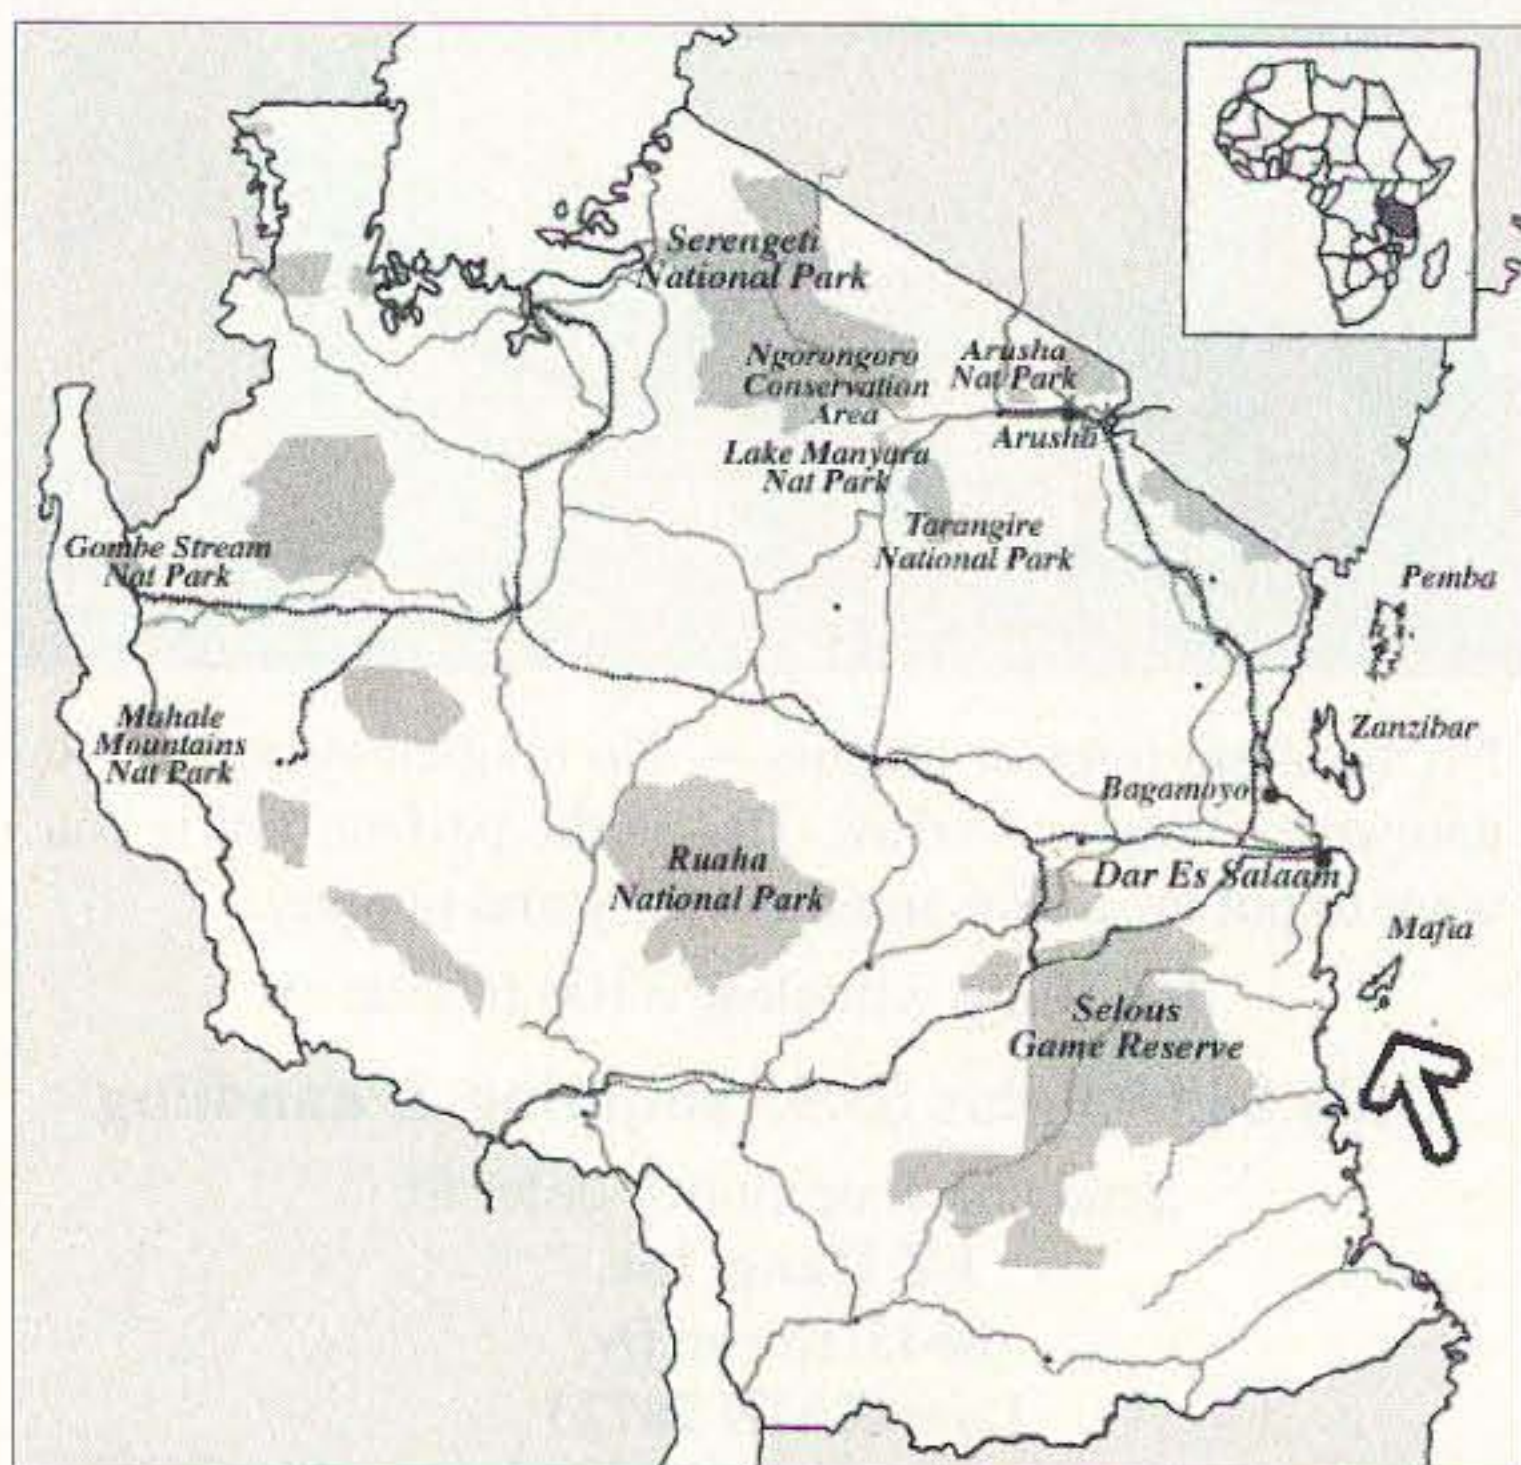 Serengeti
National Park
Ngorongoro
Conservation
Area
Arusha
Nat Park
Arusha
Lake Manyara
Nat Park
Tarangire
National Park
Gombe Stream
Nat Park
Pemba
Mahale
Mountains
Nat Park
Zanzibar
Bagamoyo
Ruaha
National Park
Dar Es Salaam
Mafia
Selous
Game Reserve